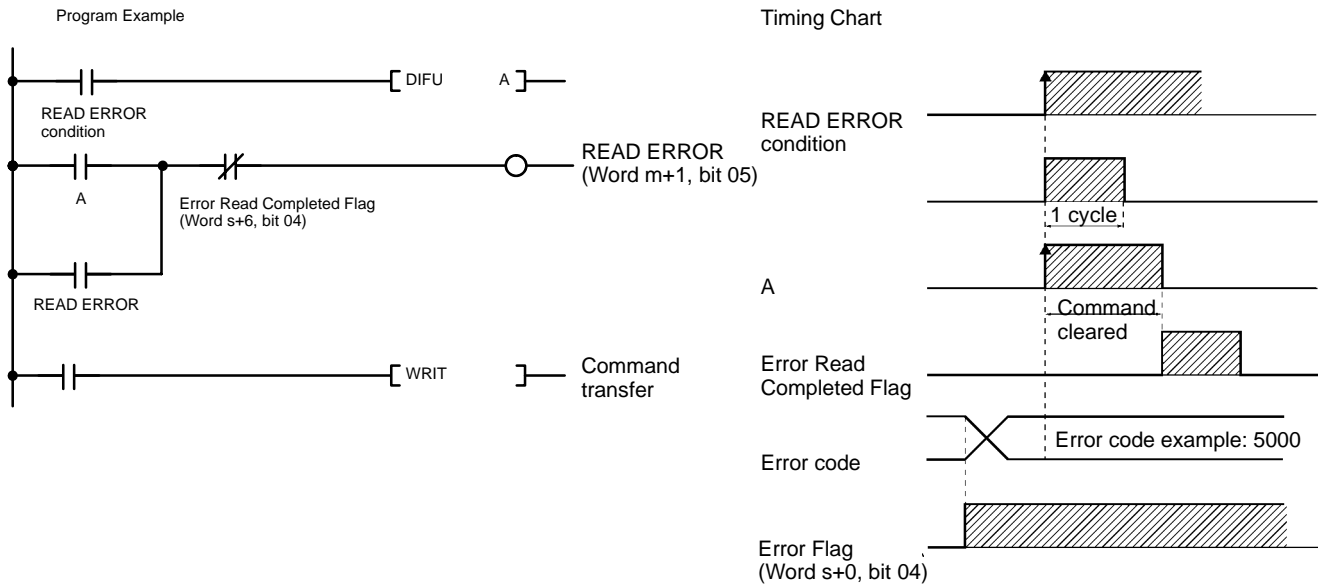 Program Example
DIFU A
READ ERROR
condition
A
Error Read Completed Flag
(Word s+6, bit 04)
READ ERROR
(Word m+1, bit 05)
READ ERROR
WRIT
Command
transfer
Timing Chart
READ ERROR
condition
1 cycle
A
Command
cleared
Error Read
Completed Flag
Error code
Error code example: 5000
Error Flag
(Word s+0, bit 04)